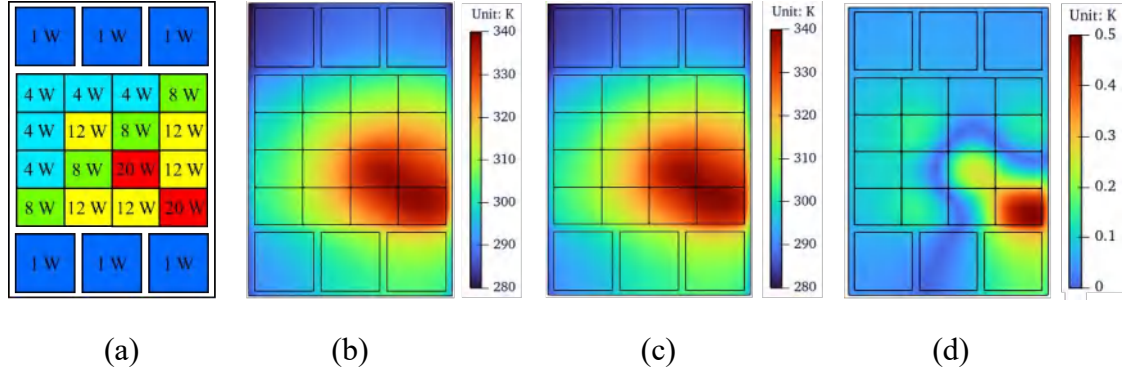 1 W 1 W 1 W
4 W 4 W 4 W 8 W
4 W 12 W 8 W 12 W
4 W 8 W 20 W 12 W
8 W 12 W 12 W 20 W
1 W 1 W 1 W
Unit: K
340
330
320
310
300
290
280
Unit: K
340
330
320
310
300
290
280
Unit: K
0.5
0.4
0.3
0.2
0.1
0
(a) (b) (c) (d)